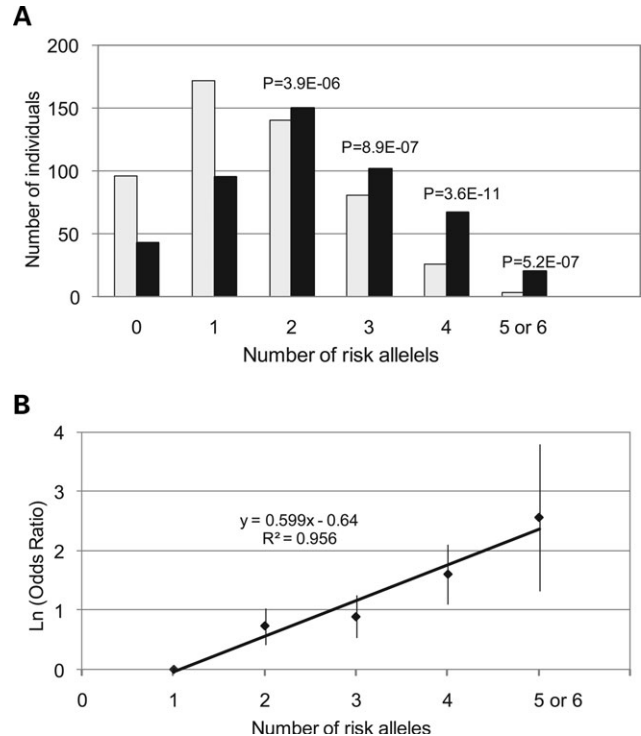 A
200
150
100
50
0
Number of individuals
P=3.9E-06
P=8.9E-07
P=3.6E-11
P=5.2E-07
0 1 2 3 4 5 or 6
Number of risk allelels
B
4
3
2
1
0
Ln (Odds Ratio)
y = 0.599x - 0.64
R² = 0.956
0 1 2 3 4 5 or 6
Number of risk alleles